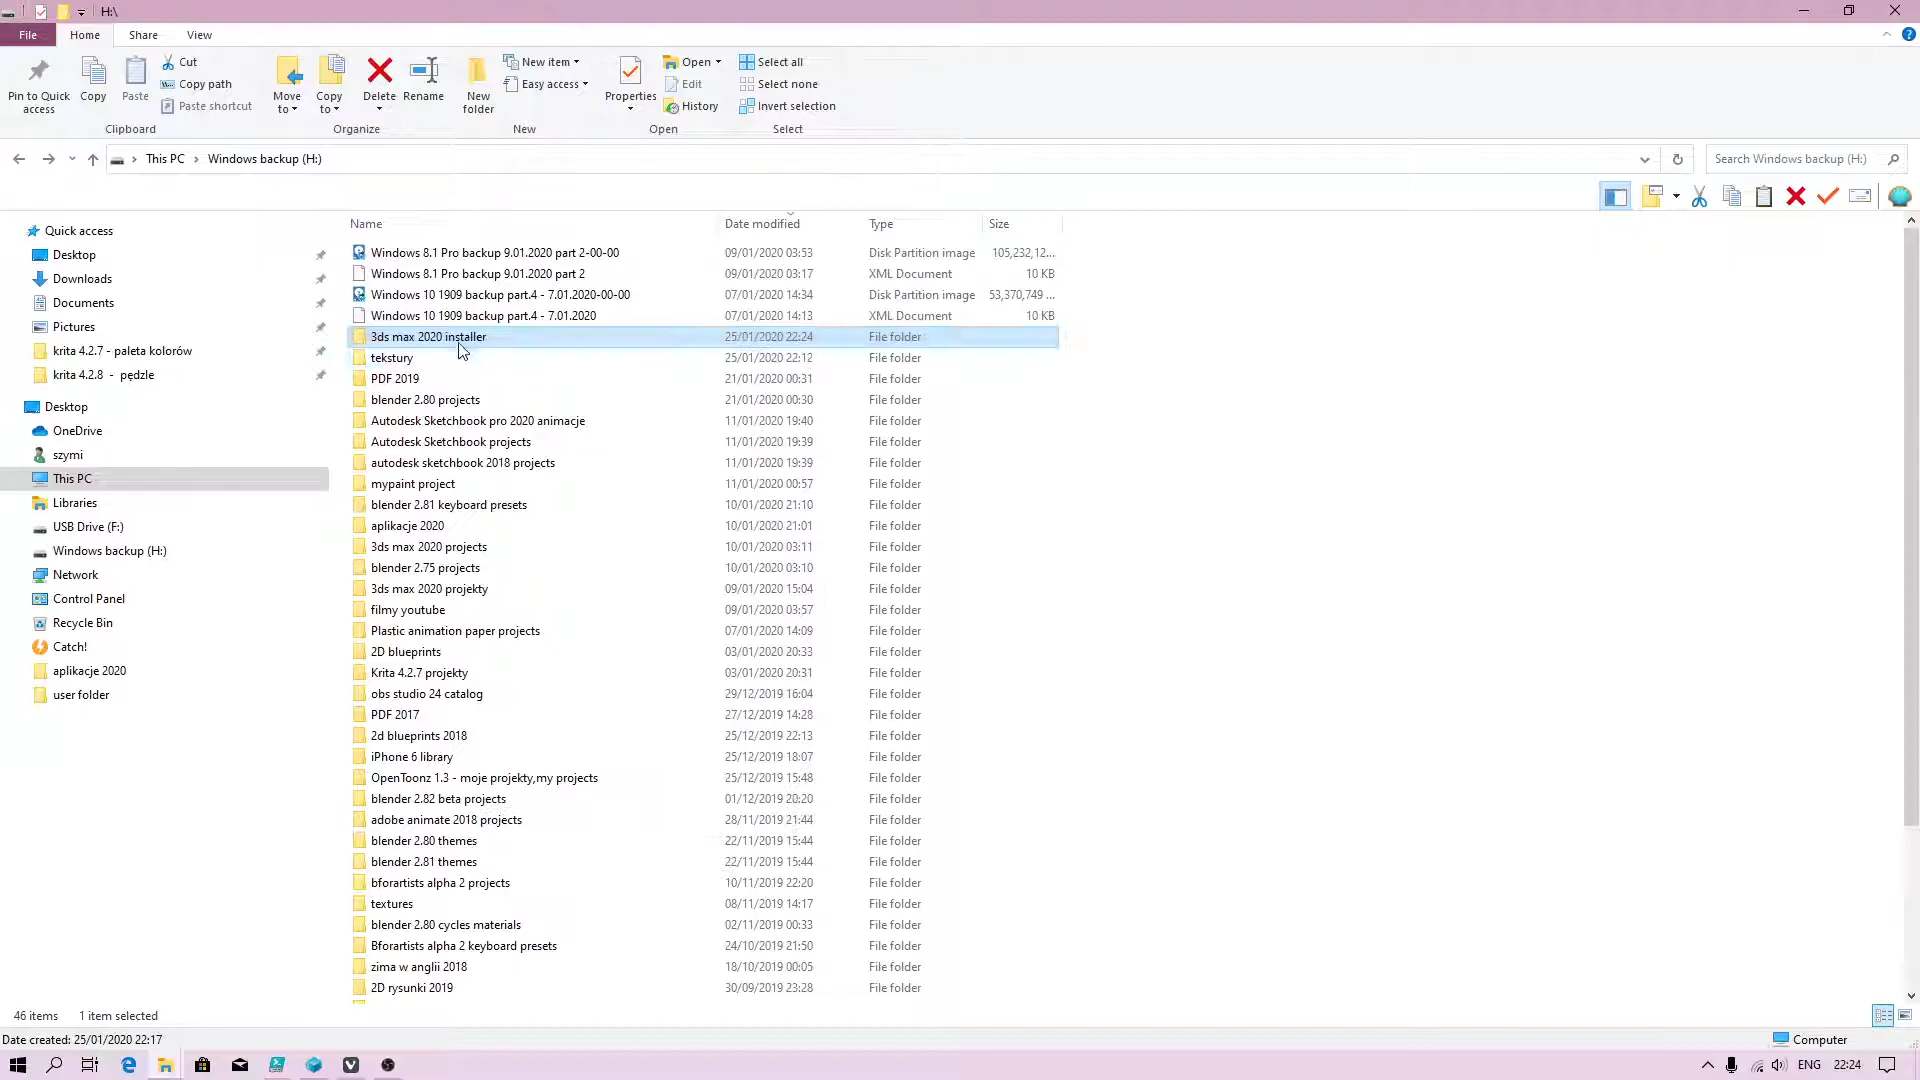 H:\
File Home Share View
Pin to Quick access
Copy
Paste
Cut
Copy path
Paste shortcut
Clipboard
Move to
Copy to
Delete
Rename
Organize
New folder
New item
Easy access
New
Properties
Open
Edit
History
Open
Select all
Select none
Invert selection
Select
This PC Windows backup (H:)
Search Windows backup (H:)
Quick access
Desktop
Downloads
Documents
Pictures
krita 4.2.7 - paleta kolorów
krita 4.2.8 - pędzle
Desktop
OneDrive
szymi
This PC
Libraries
USB Drive (F:)
Windows backup (H:)
Network
Control Panel
Recycle Bin
Catch!
aplikacje 2020
user folder
Name Date modified Type Size
Windows 8.1 Pro backup 9.01.2020 part 2-00-00 09/01/2020 03:53 Disk Partition image 105,232,12...
Windows 8.1 Pro backup 9.01.2020 part 2 09/01/2020 03:17 XML Document 10 KB
Windows 10 1909 backup part.4 - 7.01.2020-00-00 07/01/2020 14:34 Disk Partition image 53,370,749 ...
Windows 10 1909 backup part.4 - 7.01.2020 07/01/2020 14:13 XML Document 10 KB
3ds max 2020 installer 25/01/2020 22:24 File folder
tekstury 25/01/2020 22:12 File folder
PDF 2019 21/01/2020 00:31 File folder
blender 2.80 projects 21/01/2020 00:30 File folder
Autodesk Sketchbook pro 2020 animacje 11/01/2020 19:40 File folder
Autodesk Sketchbook projects 11/01/2020 19:39 File folder
autodesk sketchbook 2018 projects 11/01/2020 19:39 File folder
mypaint project 11/01/2020 00:57 File folder
blender 2.81 keyboard presets 10/01/2020 21:10 File folder
aplikacje 2020 10/01/2020 21:01 File folder
3ds max 2020 projects 10/01/2020 03:11 File folder
blender 2.75 projects 10/01/2020 03:10 File folder
3ds max 2020 projekty 09/01/2020 15:04 File folder
filmy youtube 09/01/2020 03:57 File folder
Plastic animation paper projects 07/01/2020 14:09 File folder
2D blueprints 03/01/2020 20:33 File folder
Krita 4.2.7 projekty 03/01/2020 20:31 File folder
obs studio 24 catalog 29/12/2019 16:04 File folder
PDF 2017 27/12/2019 14:28 File folder
2d blueprints 2018 25/12/2019 22:13 File folder
iPhone 6 library 25/12/2019 18:07 File folder
OpenToonz 1.3 - moje projekty,my projects 25/12/2019 15:48 File folder
blender 2.82 beta projects 01/12/2019 20:20 File folder
adobe animate 2018 projects 28/11/2019 21:44 File folder
blender 2.80 themes 22/11/2019 15:44 File folder
blender 2.81 themes 22/11/2019 15:44 File folder
bforartists alpha 2 projects 10/11/2019 22:20 File folder
textures 08/11/2019 14:17 File folder
blender 2.80 cycles materials 02/11/2019 00:33 File folder
Bforartists alpha 2 keyboard presets 24/10/2019 21:50 File folder
zima w anglii 2018 18/10/2019 00:05 File folder
2D rysunki 2019 30/09/2019 23:28 File folder
46 items 1 item selected
Date created: 25/01/2020 22:17
Computer
ENG 22:24